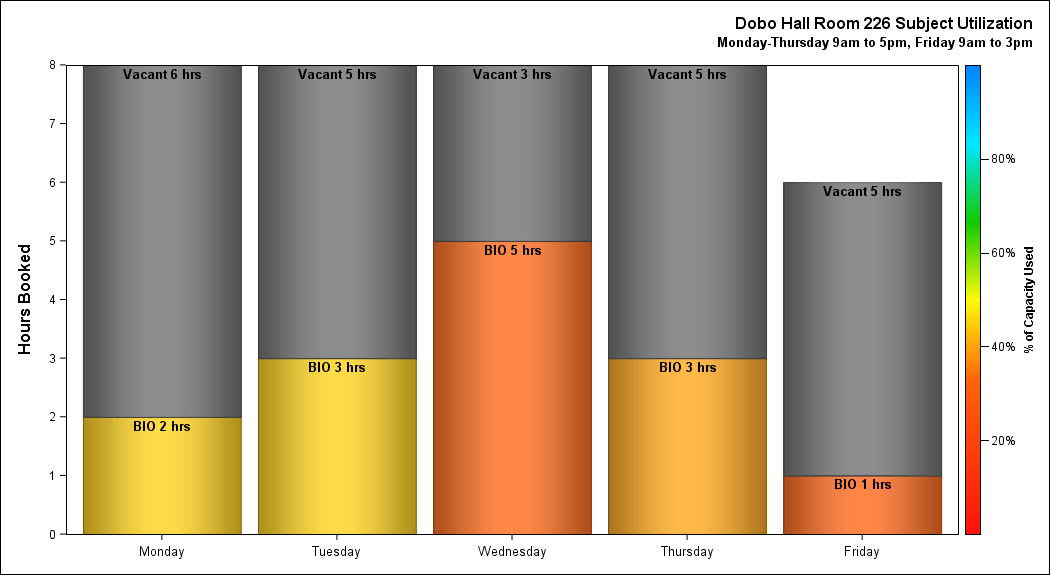 Dobo Hall Room 226 Subject Utilization
Monday-Thursday 9am to 5pm, Friday 9am to 3pm
Hours Booked
8
7
6
5
4
3
2
1
0
Vacant 6 hrs
Vacant 5 hrs
Vacant 3 hrs
Vacant 5 hrs
Vacant 5 hrs
BIO 2 hrs
BIO 3 hrs
BIO 5 hrs
BIO 3 hrs
BIO 1 hrs
Monday
Tuesday
Wednesday
Thursday
Friday
80%
60%
40%
20%
% of Capacity Used